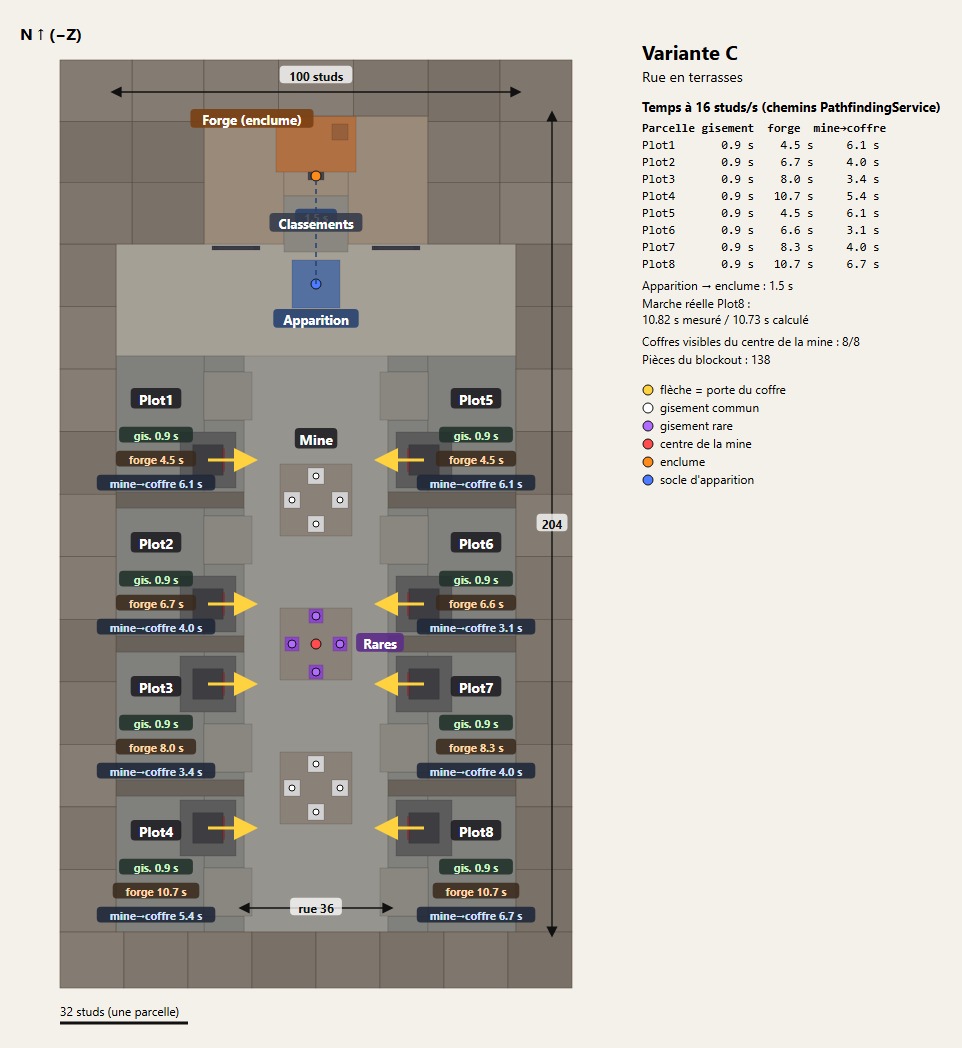 N ↑ (−Z)
100 studs
Forge (enclume)
Classements
Apparition
Plot1
gis. 0.9 s
forge 4.5 s
mine→coffre 6.1 s
Plot5
gis. 0.9 s
forge 4.5 s
mine→coffre 6.1 s
Mine
204
Plot2
gis. 0.9 s
forge 6.7 s
mine→coffre 4.0 s
Plot6
gis. 0.9 s
forge 6.6 s
mine→coffre 3.1 s
Rares
Plot3
gis. 0.9 s
forge 8.0 s
mine→coffre 3.4 s
Plot7
gis. 0.9 s
forge 8.3 s
mine→coffre 4.0 s
Plot4
gis. 0.9 s
forge 10.7 s
mine→coffre 5.4 s
Plot8
gis. 0.9 s
forge 10.7 s
mine→coffre 6.7 s
rue 36
32 studs (une parcelle)
Variante C
Rue en terrasses
Temps à 16 studs/s (chemins PathfindingService)
Parcelle gisement forge mine→coffre
Plot1 0.9 s 4.5 s 6.1 s
Plot2 0.9 s 6.7 s 4.0 s
Plot3 0.9 s 8.0 s 3.4 s
Plot4 0.9 s 10.7 s 5.4 s
Plot5 0.9 s 4.5 s 6.1 s
Plot6 0.9 s 6.6 s 3.1 s
Plot7 0.9 s 8.3 s 4.0 s
Plot8 0.9 s 10.7 s 6.7 s
Apparition → enclume : 1.5 s
Marche réelle Plot8 :
10.82 s mesuré / 10.73 s calculé
Coffres visibles du centre de la mine : 8/8
Pièces du blockout : 138
flèche = porte du coffre
gisement commun
gisement rare
centre de la mine
enclume
socle d'apparition